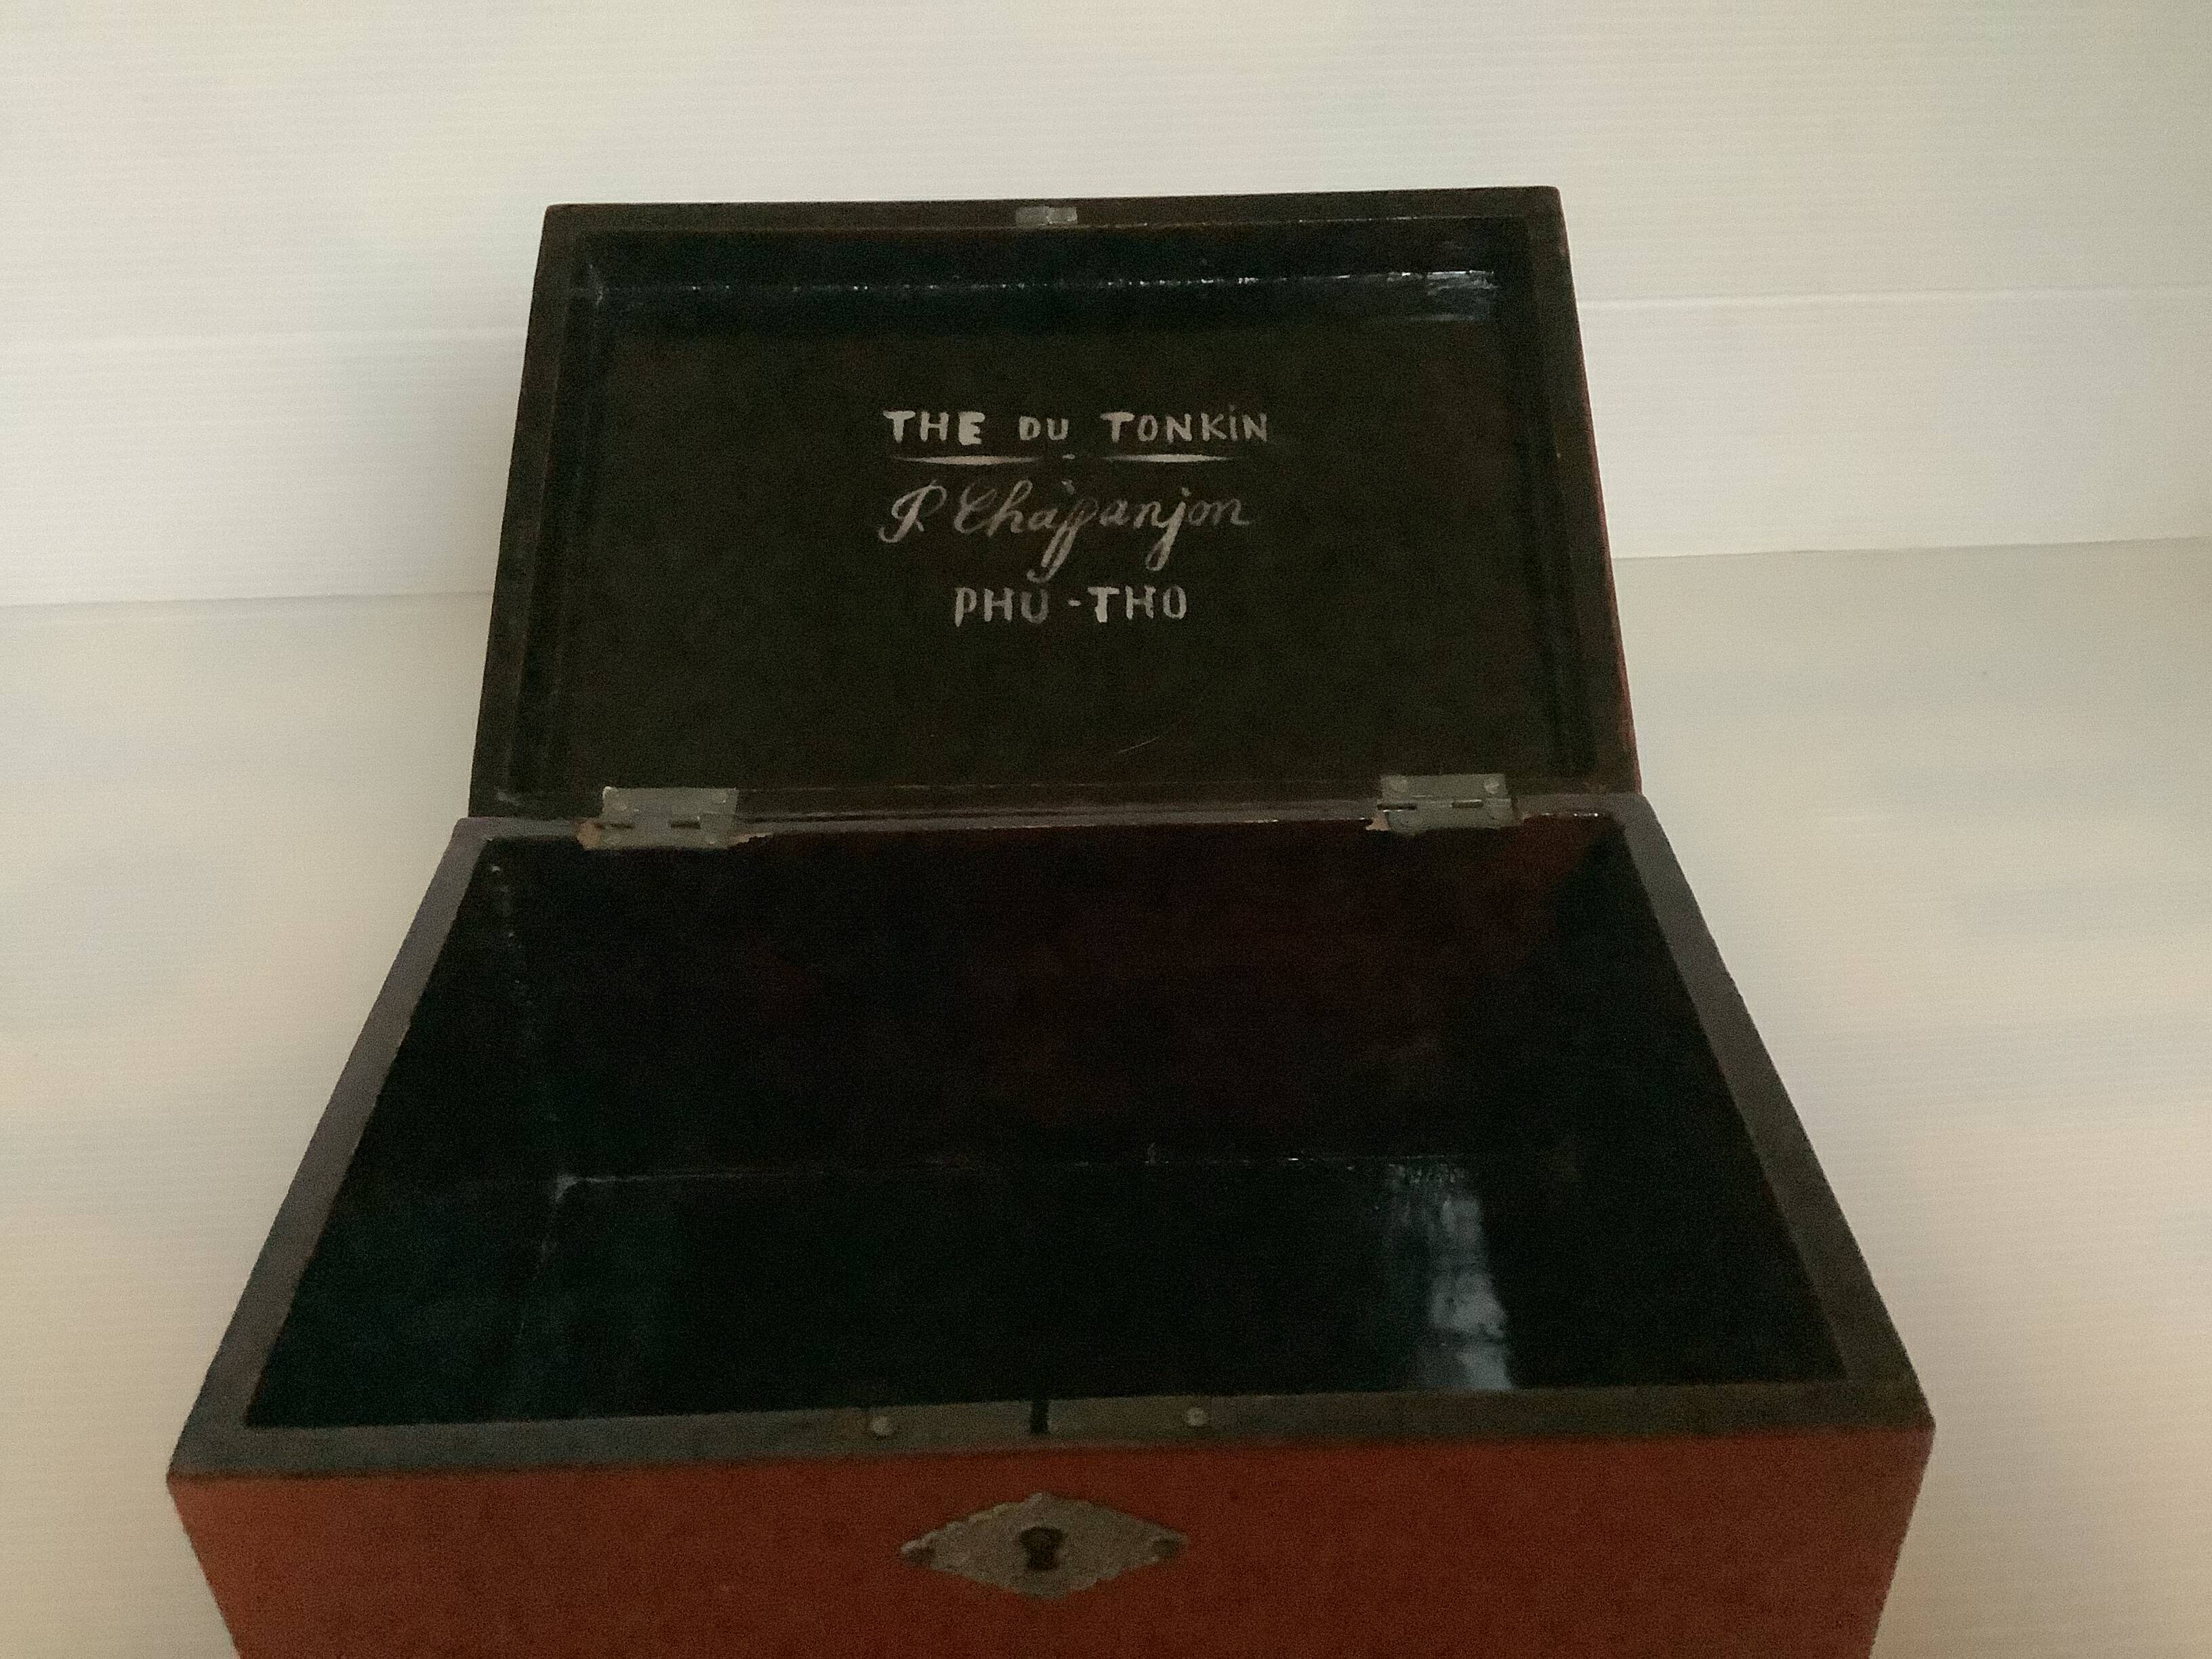 THE DU TONKIN
P. Chaffanjon
PHU-THO